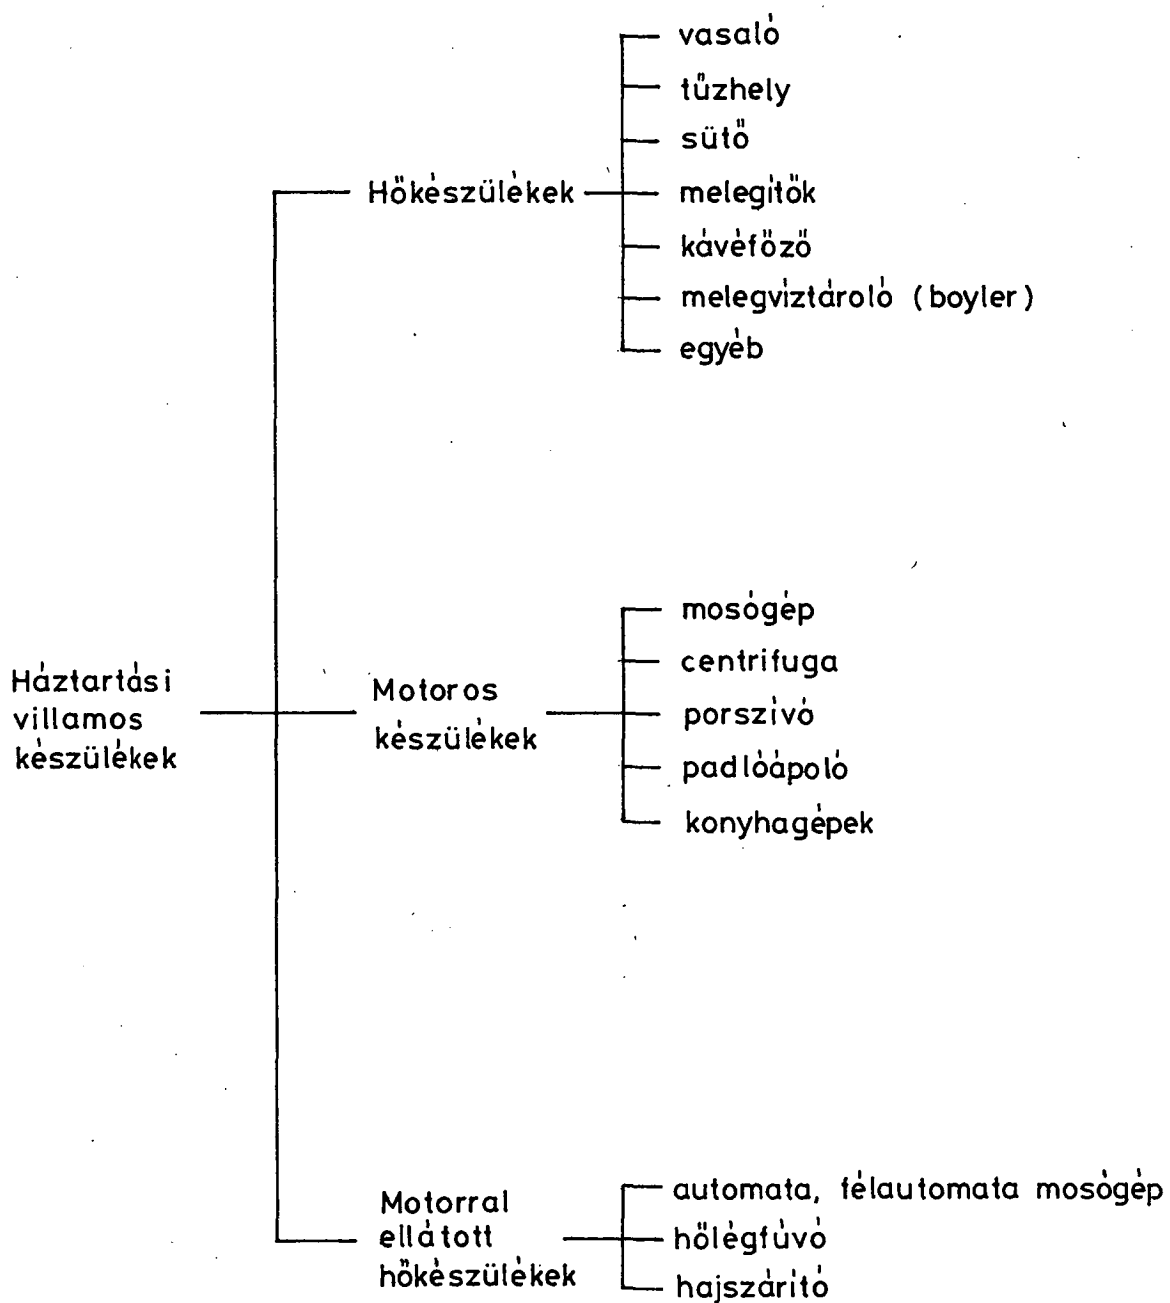 Háztartási
villamos
készülékek
Hőkészülékek
vasaló
tűzhely
sütő
melegítők
kávéfőző
melegvíztároló (boyler)
egyéb
Motoros
készülékek
mosógép
centrifuga
porszívó
padlóápoló
konyhagépek
Motorral
ellátott
hőkészülékek
automata, félautomata mosógép
hőlégfúvó
hajszárító